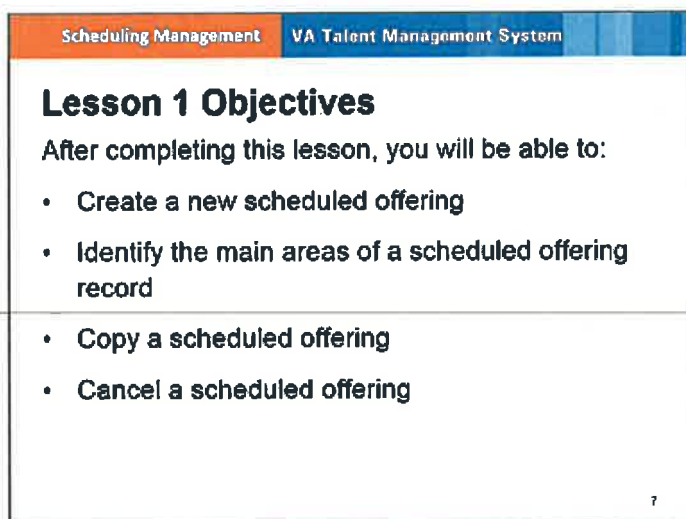 Scheduling Management VA Talent Management System
Lesson 1 Objectives
After completing this lesson, you will be able to:
• Create a new scheduled offering
• Identify the main areas of a scheduled offering
record
• Copy a scheduled offering
• Cancel a scheduled offering
7